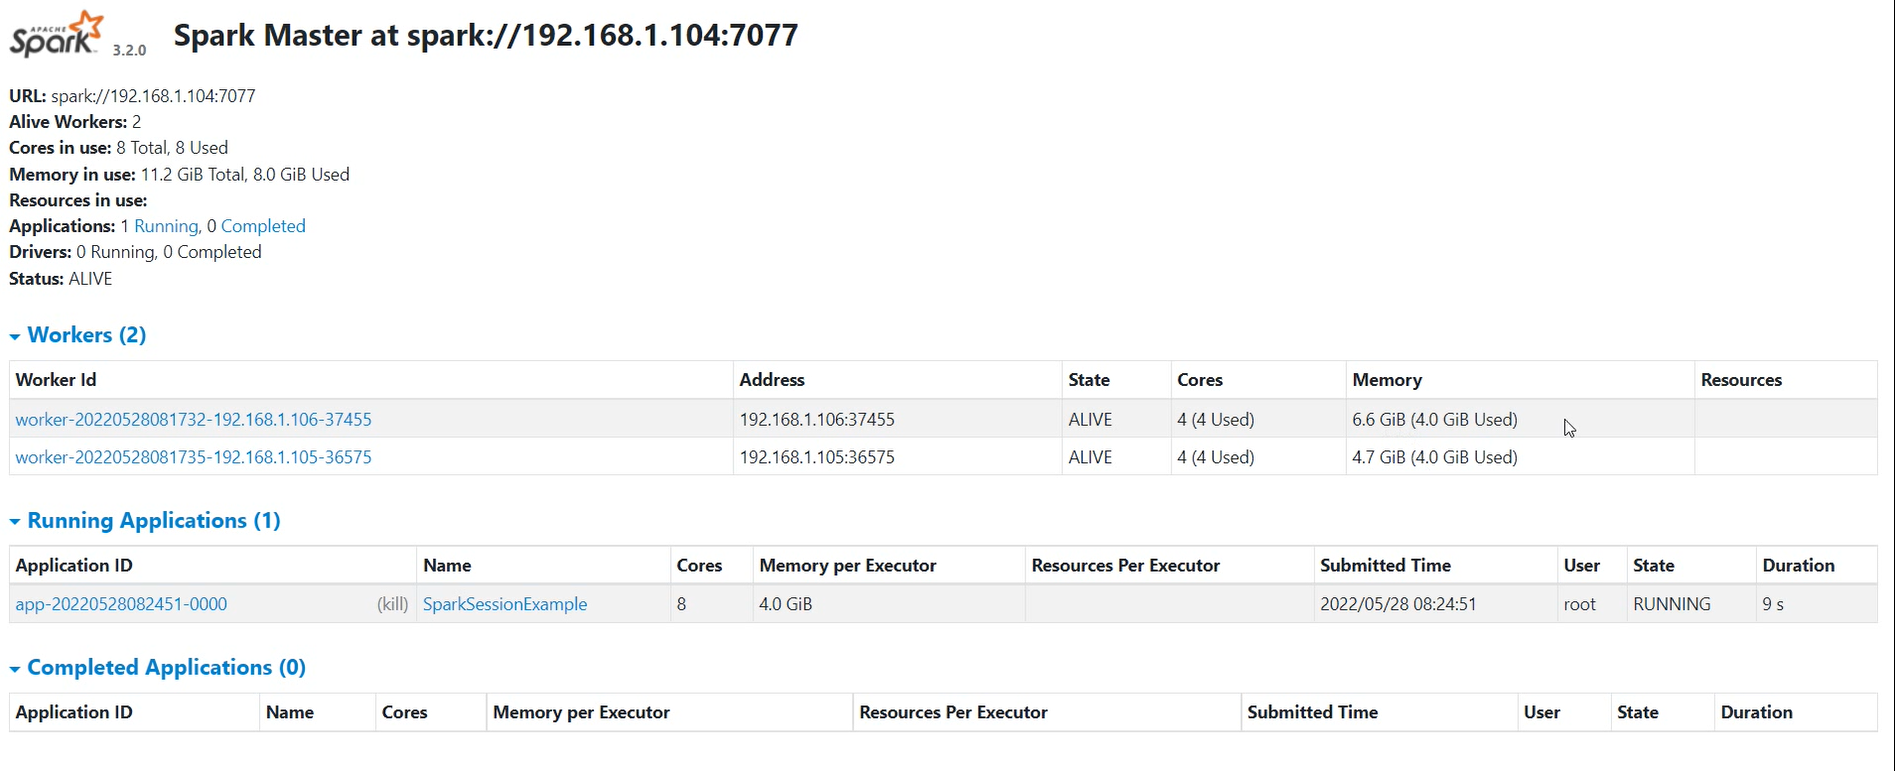 APACHE Spark 3.2.0 Spark Master at spark://192.168.1.104:7077
URL: spark://192.168.1.104:7077
Alive Workers: 2
Cores in use: 8 Total, 8 Used
Memory in use: 11.2 GiB Total, 8.0 GiB Used
Resources in use:
Applications: 1 Running, 0 Completed
Drivers: 0 Running, 0 Completed
Status: ALIVE
Workers (2)
Worker Id Address State Cores Memory Resources
worker-20220528081732-192.168.1.106-37455 192.168.1.106:37455 ALIVE 4 (4 Used) 6.6 GiB (4.0 GiB Used)
worker-20220528081735-192.168.1.105-36575 192.168.1.105:36575 ALIVE 4 (4 Used) 4.7 GiB (4.0 GiB Used)
Running Applications (1)
Application ID Name Cores Memory per Executor Resources Per Executor Submitted Time User State Duration
app-20220528082451-0000 (kill) SparkSessionExample 8 4.0 GiB 2022/05/28 08:24:51 root RUNNING 9 s
Completed Applications (0)
Application ID Name Cores Memory per Executor Resources Per Executor Submitted Time User State Duration